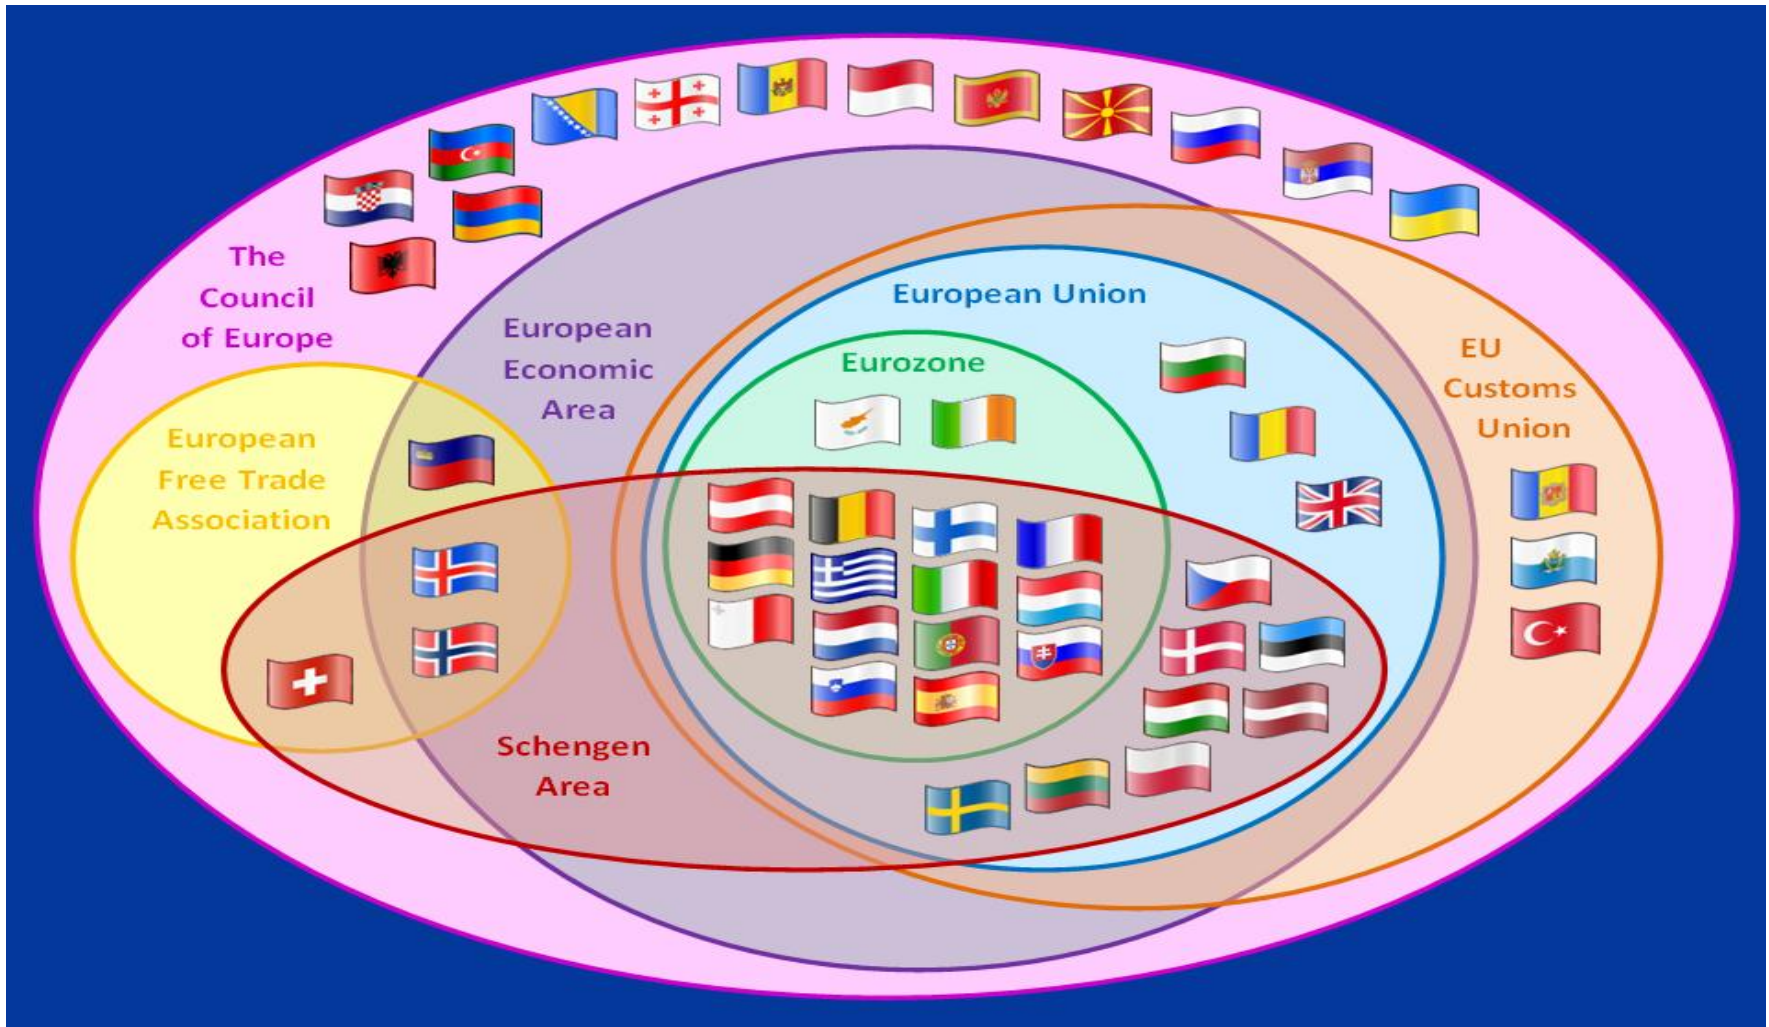 The
Council
of Europe
European
Economic
Area
European Union
Eurozone
EU
Customs
Union
European
Free Trade
Association
Schengen
Area